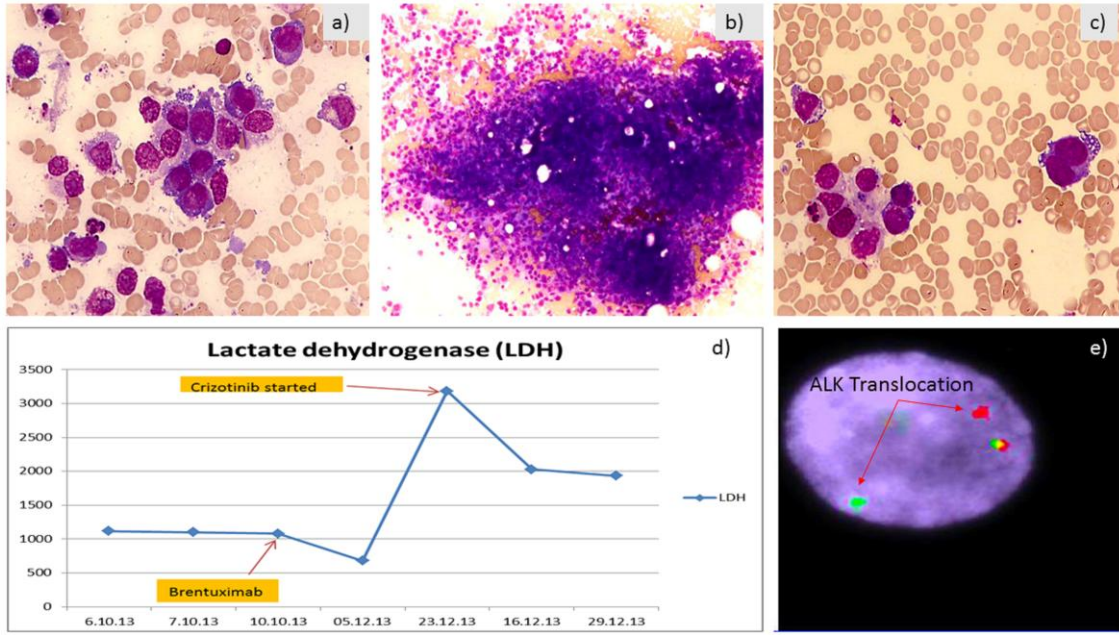 a)
b)
c)
Lactate dehydrogenase (LDH)
d)
3500
3000
2500
2000
1500
1000
500
0
Crizotinib started
Brentuximab
LDH
6.10.13 7.10.13 10.10.13 05.12.13 23.12.13 16.12.13 29.12.13
e)
ALK Translocation